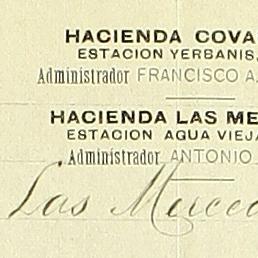 HACIENDA COVA
ESTACION YERBANIS,
Administrador FRANCISCO A.
HACIENDA LAS ME
ESTACION AGUA VIEJA
Administrador ANTONIO
Las Merced